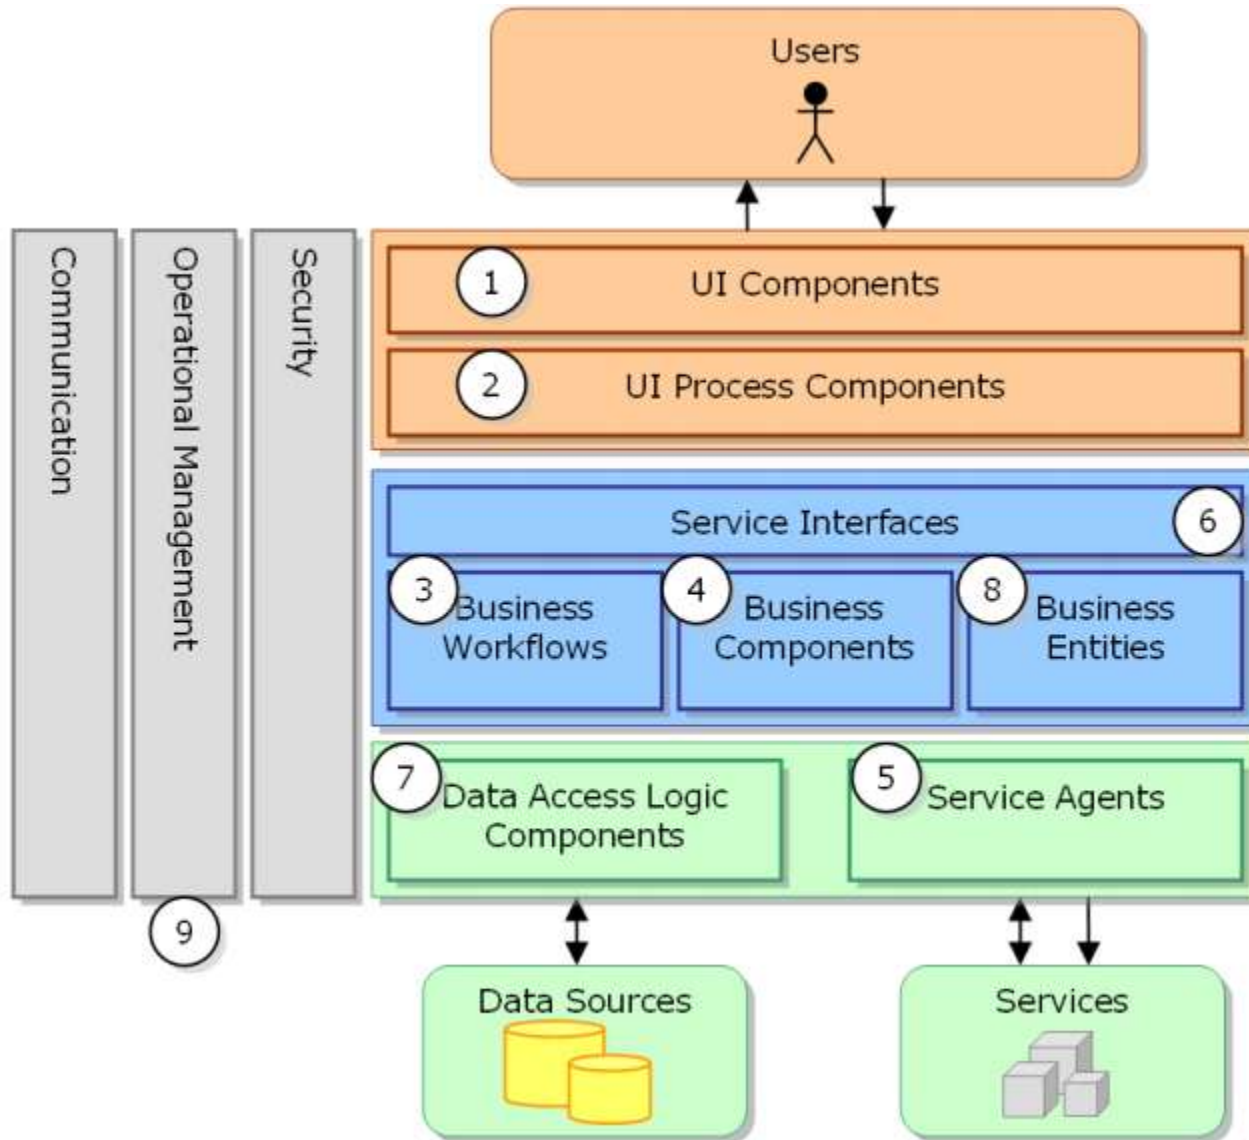 Users
Communication
Operational Management
Security
1
UI Components
2
UI Process Components
Service Interfaces
6
3
Business
Workflows
4
Business
Components
8
Business
Entities
7
Data Access Logic
Components
5
Service Agents
9
Data Sources
Services